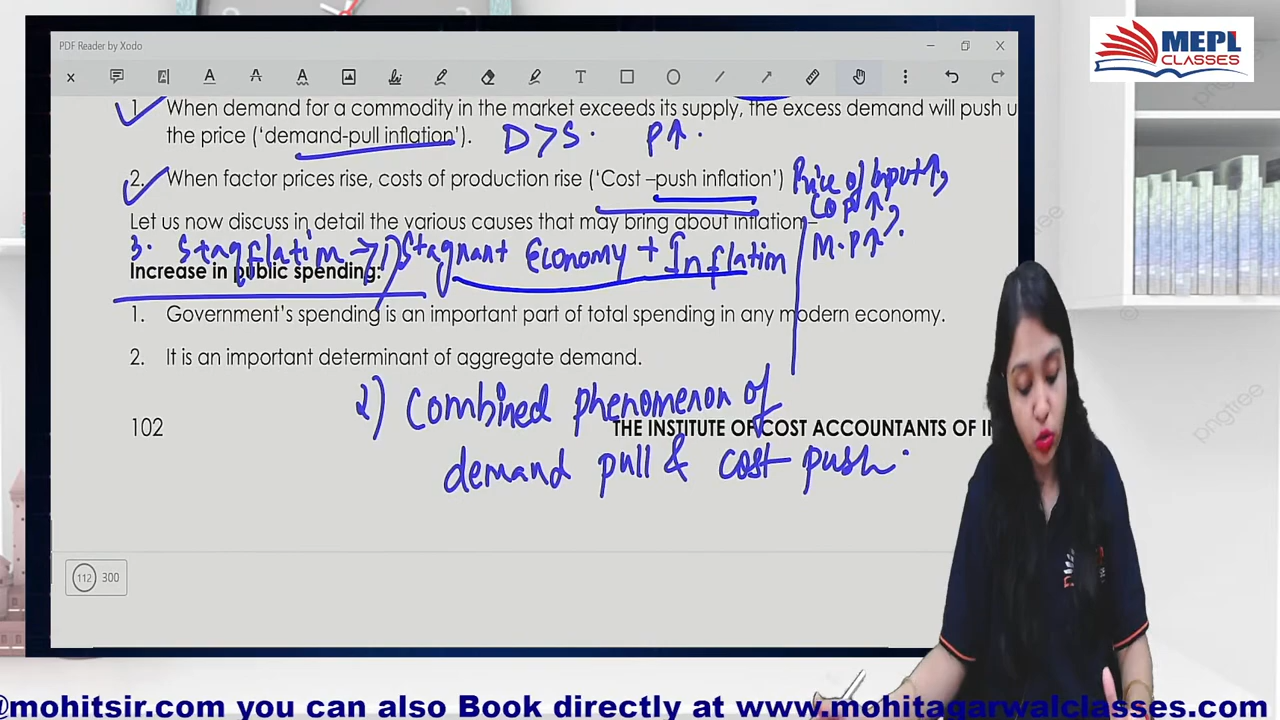 PDF Reader by Xodo
MEPL
CLASSES
1 When demand for a commodity in the market exceeds its supply, the excess demand will push u
the price (‘demand-pull inflation’). D > S. P↑.
2. When factor prices rise, costs of production rise (‘Cost –push inflation’) Price of Input↑,
COP↑,
Let us now discuss in detail the various causes that may bring about inflation –
M.P↑.
3. Stagflation → 1) Stagnant Economy + Inflation
Increase in public spending:
1. Government’s spending is an important part of total spending in any modern economy.
2. It is an important determinant of aggregate demand.
2) Combined phenomenon of
demand pull & cost push.
102 THE INSTITUTE OF COST ACCOUNTANTS OF IN
112 300
pngtree
pngtree
@mohitsir.com you can also Book directly at www.mohitagarwalclasses.com